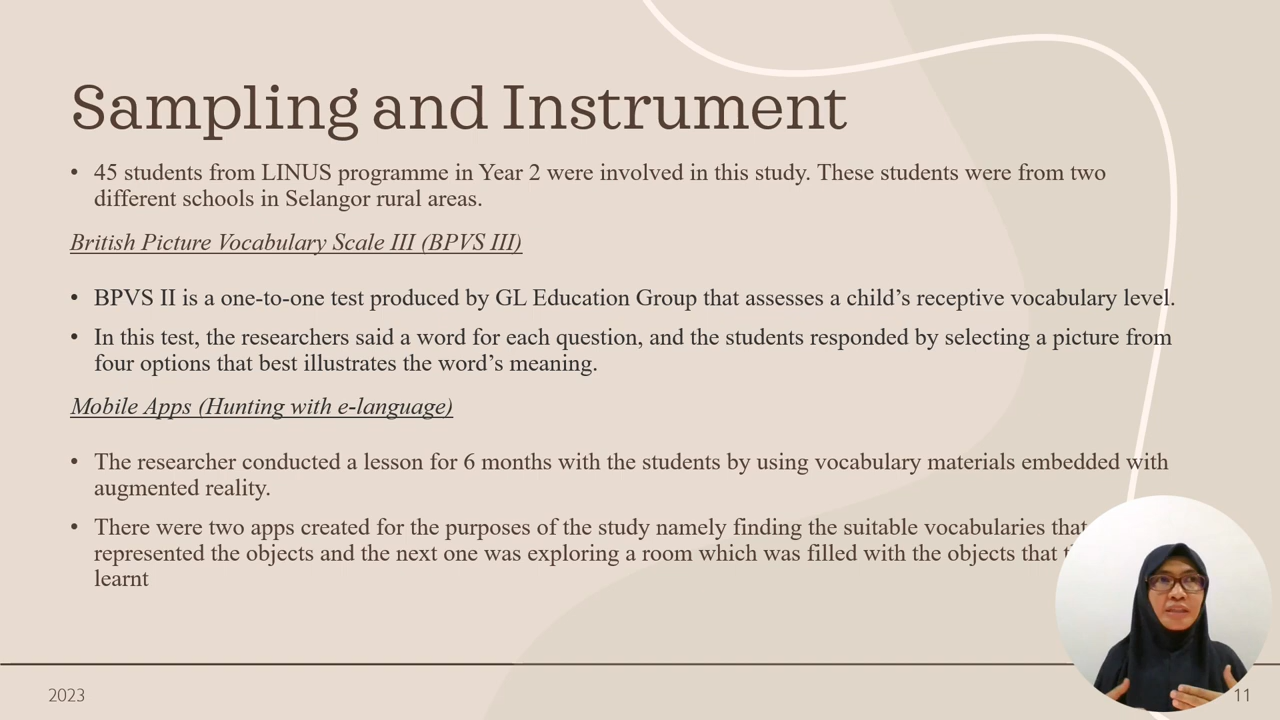 Sampling and Instrument
• 45 students from LINUS programme in Year 2 were involved in this study. These students were from two
different schools in Selangor rural areas.
British Picture Vocabulary Scale III (BPVS III)
• BPVS II is a one-to-one test produced by GL Education Group that assesses a child’s receptive vocabulary level.
• In this test, the researchers said a word for each question, and the students responded by selecting a picture from
four options that best illustrates the word’s meaning.
Mobile Apps (Hunting with e-language)
• The researcher conducted a lesson for 6 months with the students by using vocabulary materials embedded with
augmented reality.
• There were two apps created for the purposes of the study namely finding the suitable vocabularies that
represented the objects and the next one was exploring a room which was filled with the objects that
learnt
2023
11